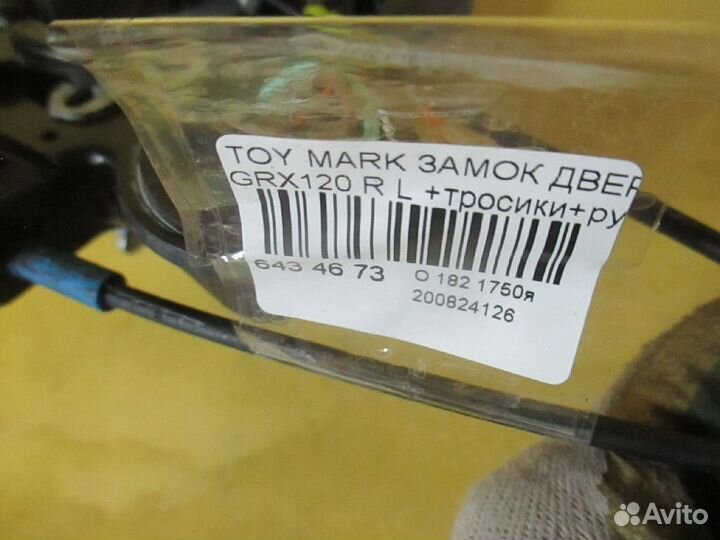 TOY MARK ЗАМОК ДВЕР
GRX120 R L +тросики+ру
643 46 73
О 182 1750я
200824126
Avito